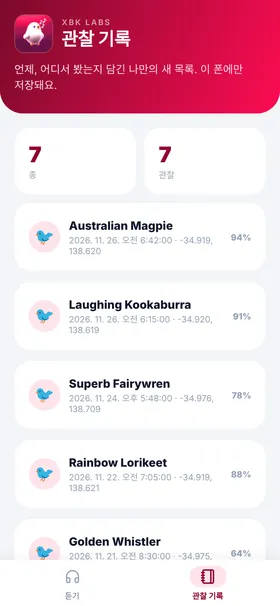 XBK LABS
관찰 기록
언제, 어디서 봤는지 담긴 나만의 새 목록. 이 폰에만
저장돼요.
7
종
7
관찰
Australian Magpie
2026. 11. 26. 오전 6:42:00 · -34.919,
138.620
94%
Laughing Kookaburra
2026. 11. 26. 오전 6:15:00 · -34.920,
138.619
91%
Superb Fairywren
2026. 11. 24. 오후 5:48:00 · -34.976,
138.709
78%
Rainbow Lorikeet
2026. 11. 22. 오전 7:05:00 · -34.919,
138.621
88%
Golden Whistler
2026. 11. 21. 오전 8:30:00 · -34.975,
64%
듣기
관찰 기록